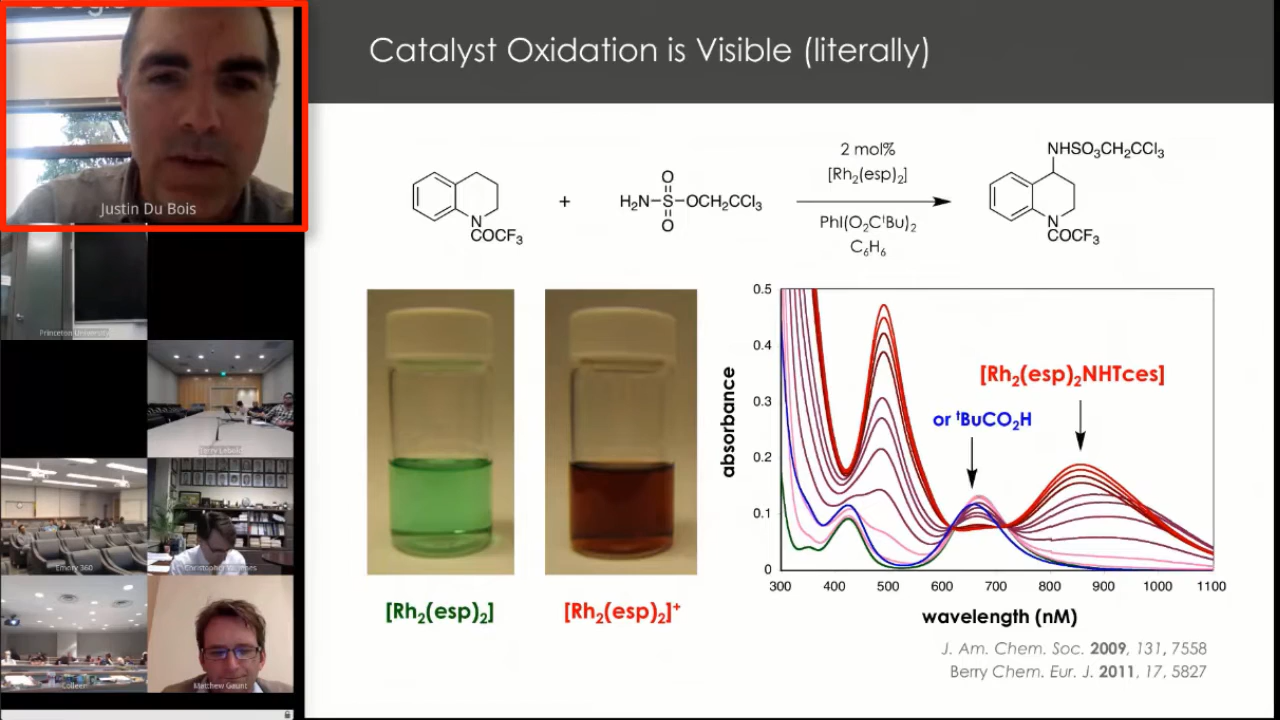 Google
Catalyst Oxidation is Visible (literally)
Justin Du Bois
Princeton University
Emory 360
Christopher W. Jones
Colleen
Matthew Gaunt
N
COCF₃
+
H₂N–S–OCH₂CCl₃
O
O
2 mol%
[Rh₂(esp)₂]
PhI(O₂CᵗBu)₂
C₆H₆
NHSO₃CH₂CCl₃
N
COCF₃
[Rh₂(esp)₂]
[Rh₂(esp)₂]⁺
absorbance
0.5
0.4
0.3
0.2
0.1
0
[Rh₂(esp)₂NHTces]
or ᵗBuCO₂H
300 400 500 600 700 800 900 1000 1100
wavelength (nM)
J. Am. Chem. Soc. 2009, 131, 7558
Berry Chem. Eur. J. 2011, 17, 5827